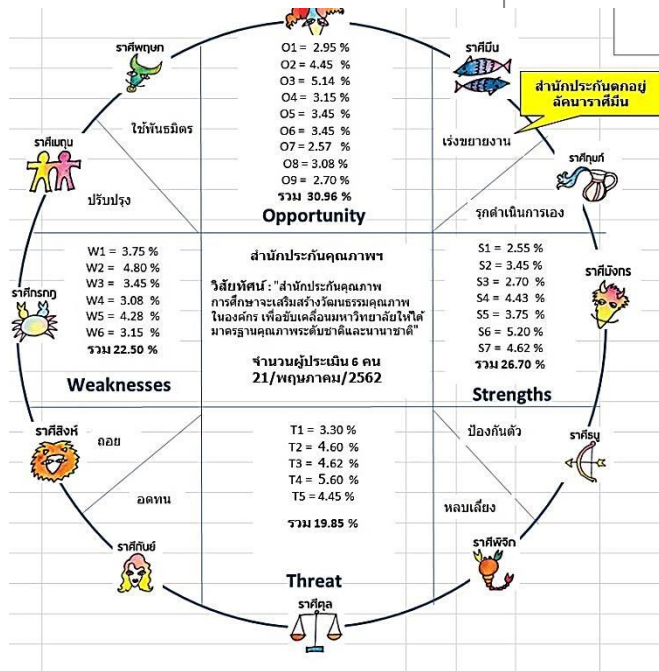 ราศีพฤษภ
O1 = 2.95 %
O2 = 4.45 %
O3 = 5.14 %
O4 = 3.15 %
O5 = 3.45 %
O6 = 3.45 %
O7 = 2.57 %
O8 = 3.08 %
O9 = 2.70 %
รวม 30.96 %
Opportunity
ราศีมีน
สำนักประกันตกอยู่
ลัคนาราศีมีน
ใช้พันธมิตร
เร่งขยายงาน
ราศีเมถุน
ปรับปรุง
ราศีกุมภ์
รุกดำเนินการเอง
W1 = 3.75 %
W2 = 4.80 %
W3 = 3.45 %
W4 = 3.08 %
W5 = 4.28 %
W6 = 3.15 %
รวม 22.50 %
Weaknesses
ราศีกรกฎ
สำนักประกันคุณภาพฯ
วิสัยทัศน์ : "สำนักประกันคุณภาพ
การศึกษาจะเสริมสร้างวัฒนธรรมคุณภาพ
ในองค์กร เพื่อขับเคลื่อนมหาวิทยาลัยให้ได้
มาตรฐานคุณภาพระดับชาติและนานาชาติ"
จำนวนผู้ประเมิน 6 คน
21/พฤษภาคม/2562
S1 = 2.55 %
S2 = 3.45 %
S3 = 2.70 %
S4 = 4.43 %
S5 = 3.75 %
S6 = 5.20 %
S7 = 4.62 %
รวม 26.70 %
Strengths
ราศีมังกร
ราศีสิงห์
ถอย
อดทน
ราศีกันย์
T1 = 3.30 %
T2 = 4.60 %
T3 = 4.62 %
T4 = 5.60 %
T5 = 4.45 %
รวม 19.85 %
Threat
ราศีตุล
ป้องกันตัว
ราศีธนู
หลบเลี่ยง
ราศีพิจิก